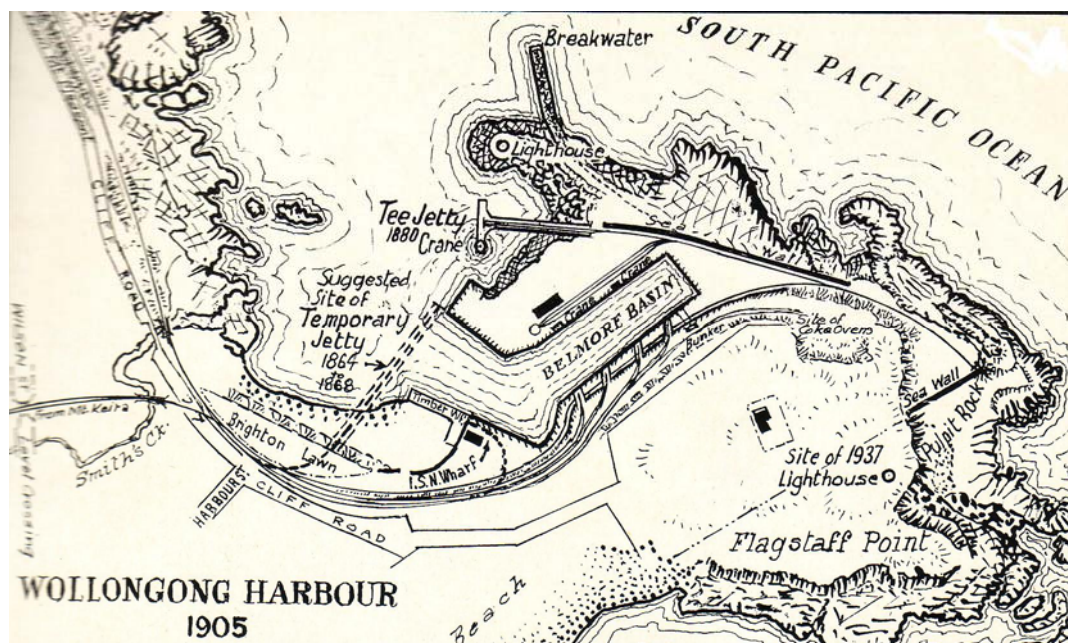 Breakwater
SOUTH PACIFIC OCEAN
Lighthouse
Tee Jetty
1880 Crane
Sea Wall
Suggested
Site of
Temporary
Jetty
1864
to
1868
Crane
Crane
BELMORE BASIN
Bunker
Site of
Coke Ovens
CLIFF ROAD
from Mt. Keira
Smith's Ck.
Brighton Lawn
Timber Wf.
I.S.N. Wharf
HARBOUR ST.
CLIFF ROAD
Sea Wall
Pulpit Rock
Site of 1937
Lighthouse
Flagstaff Point
Beach
WOLLONGONG HARBOUR
1905